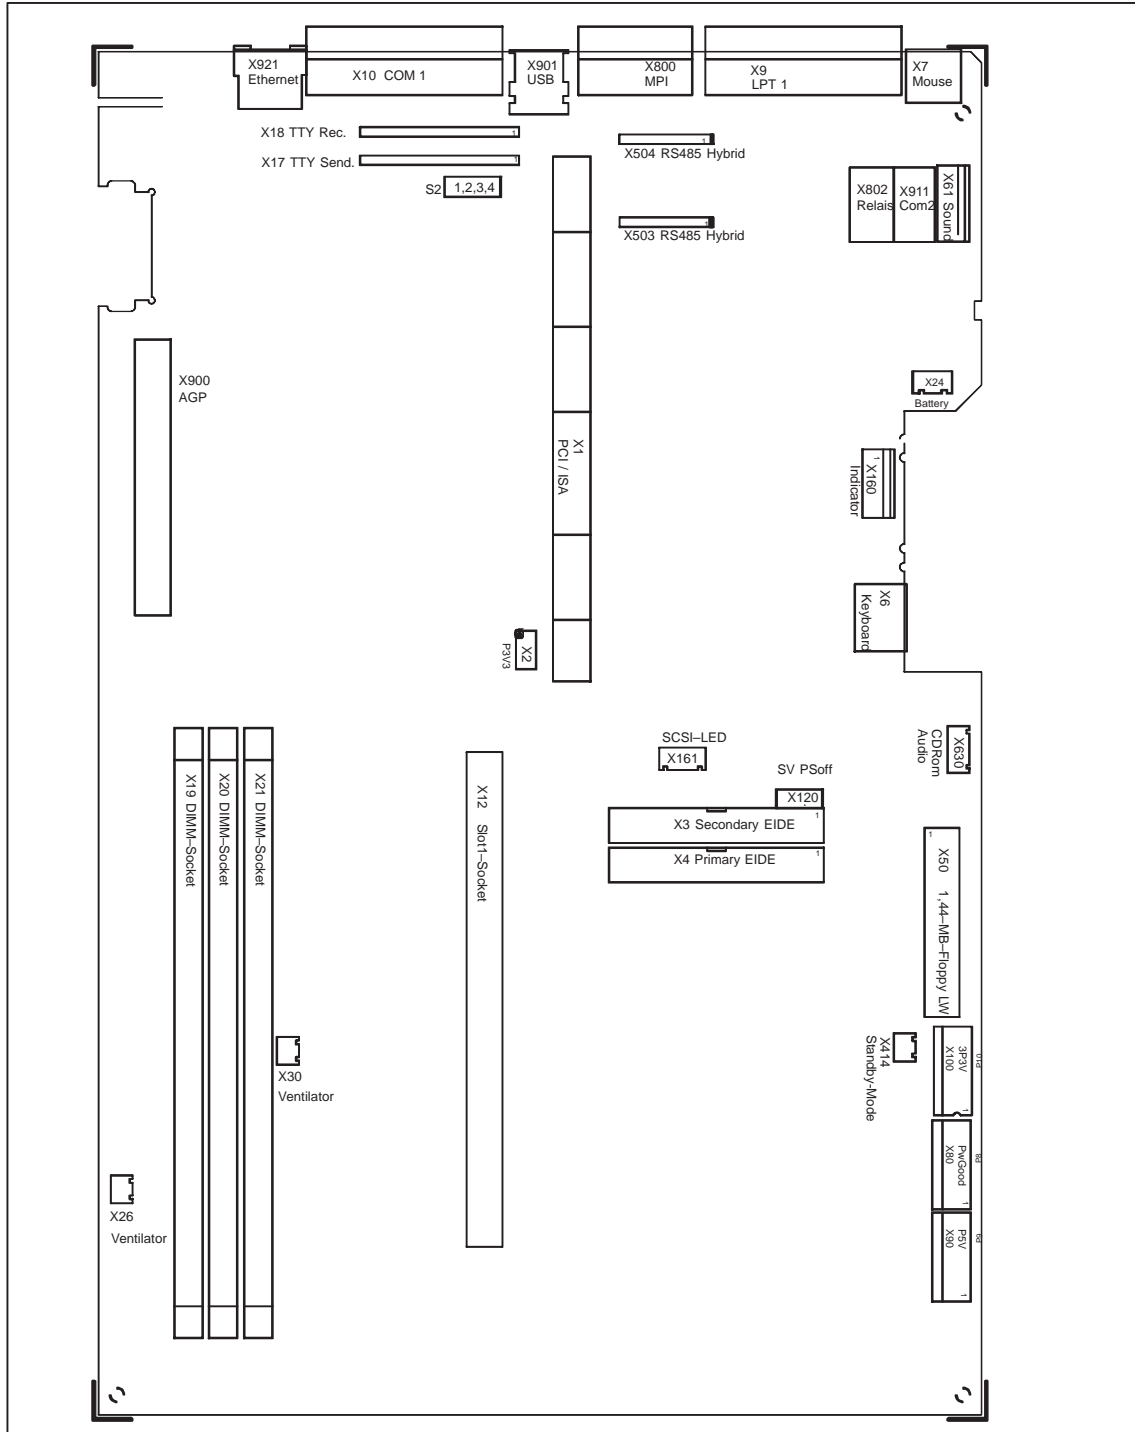 X921
Ethernet
X10 COM 1
X901
USB
X800
MPI
X9
LPT 1
X7
Mouse
X18 TTY Rec.
1
X17 TTY Send.
1
S2
1,2,3,4
1
X504 RS485 Hybrid
1
X503 RS485 Hybrid
X802
Relais
X911
Com2
X61 Sound
X900
AGP
X24
Battery
X1
PCI / ISA
1
X160
Indicator
X6
Keyboard
X2
P3V3
SCSI–LED
X161
SV PSoff
X120
X630
CDRom
Audio
X3 Secondary EIDE
1
X4 Primary EIDE
1
X19 DIMM–Socket
X20 DIMM–Socket
X21 DIMM–Socket
X12 Slot1–Socket
1
X50 1,44–MB–Floppy LW
X414
Standby-Mode
3P3V
X100
1
P10
PwGood
X80
1
P8
P5V
X90
1
P9
X30
Ventilator
X26
Ventilator